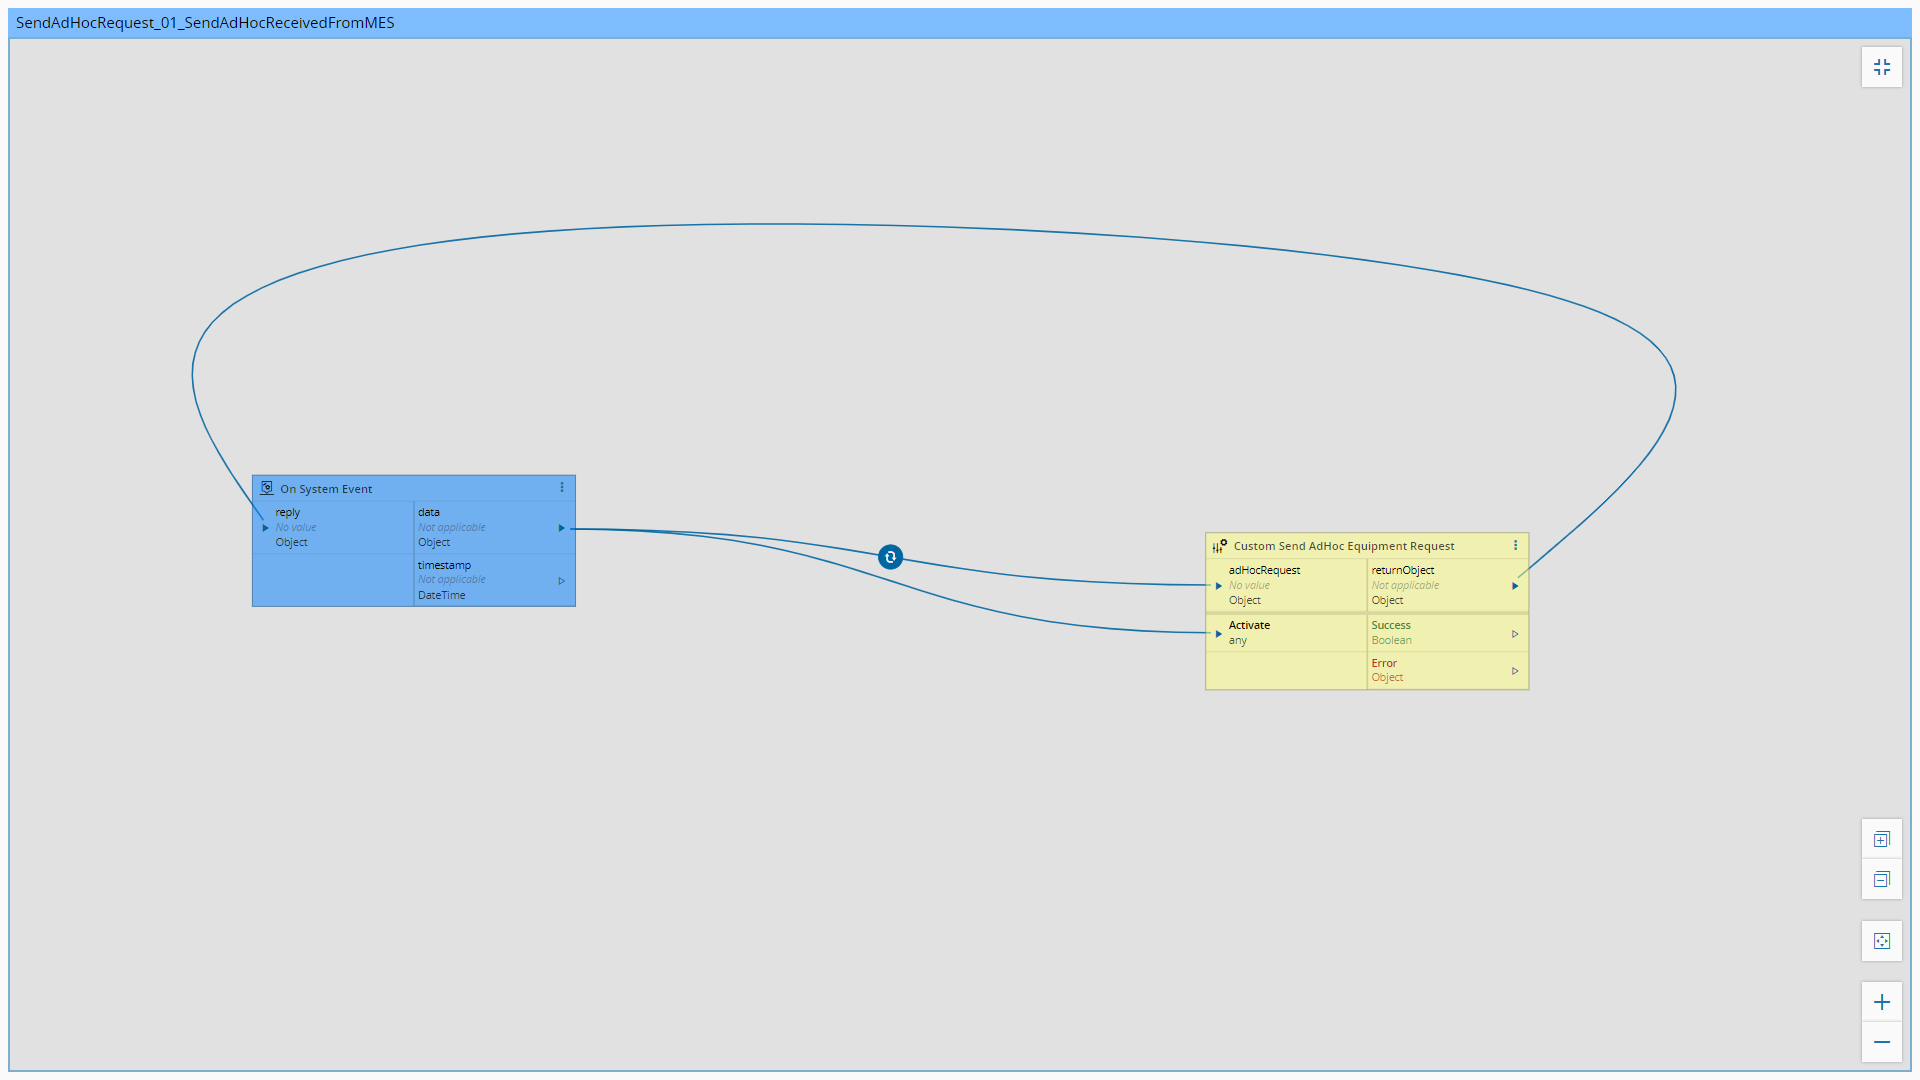 SendAdHocRequest_01_SendAdHocReceivedFromMES
On System Event
reply
No value
Object
data
Not applicable
Object
timestamp
Not applicable
DateTime
Custom Send AdHoc Equipment Request
adHocRequest
No value
Object
returnObject
Not applicable
Object
Activate
any
Success
Boolean
Error
Object